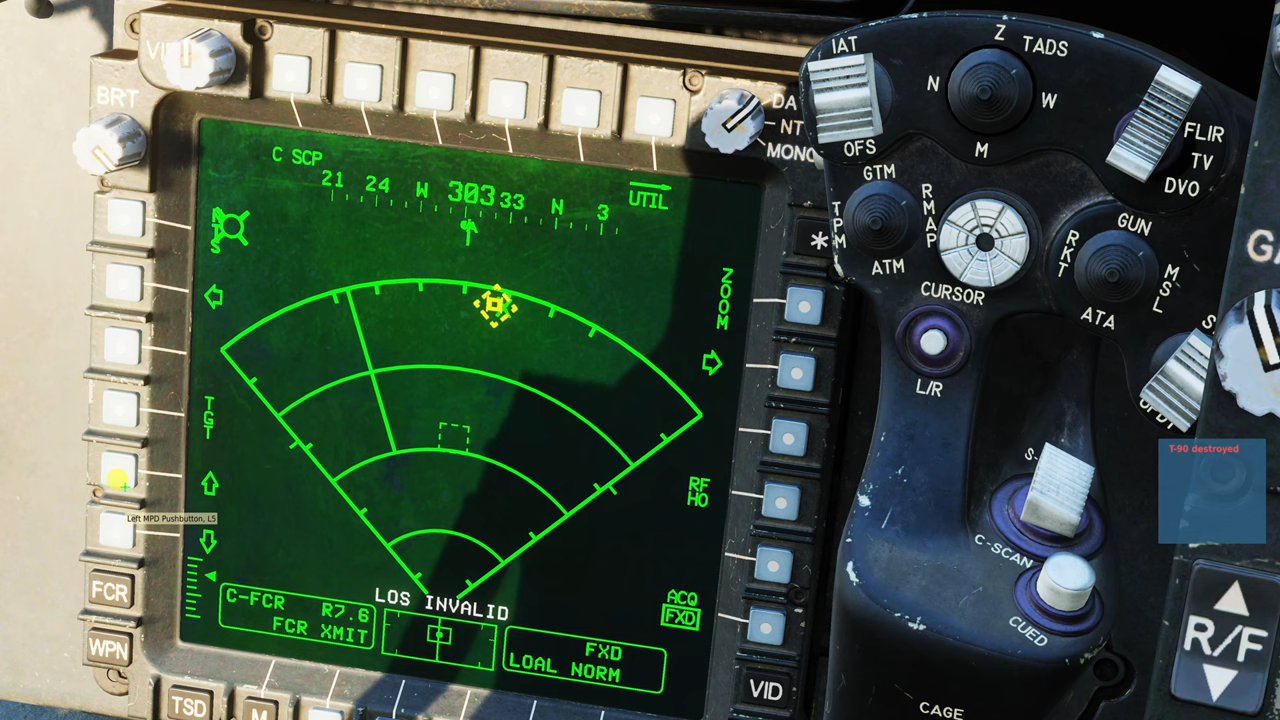 VID
BRT
DAY
NT
MONO
C SCP
21 24 W 303 33 N 3
UTIL
ZOOM
TGT
RF
HO
ACQ
FXD
LOS INVALID
C-FCR R7.6
FCR XMIT
FXD
LOAL NORM
Left MPD Pushbutton, L5
FCR
WPN
TSD
M
VID
*
IAT
OFS
Z
TADS
N
W
M
FLIR
TV
DVO
GTM
TPM
RMAP
ATM
CURSOR
L/R
GUN
RKT
MSL
ATA
C-SCAN
CUED
CAGE
T-90 destroyed
R/F